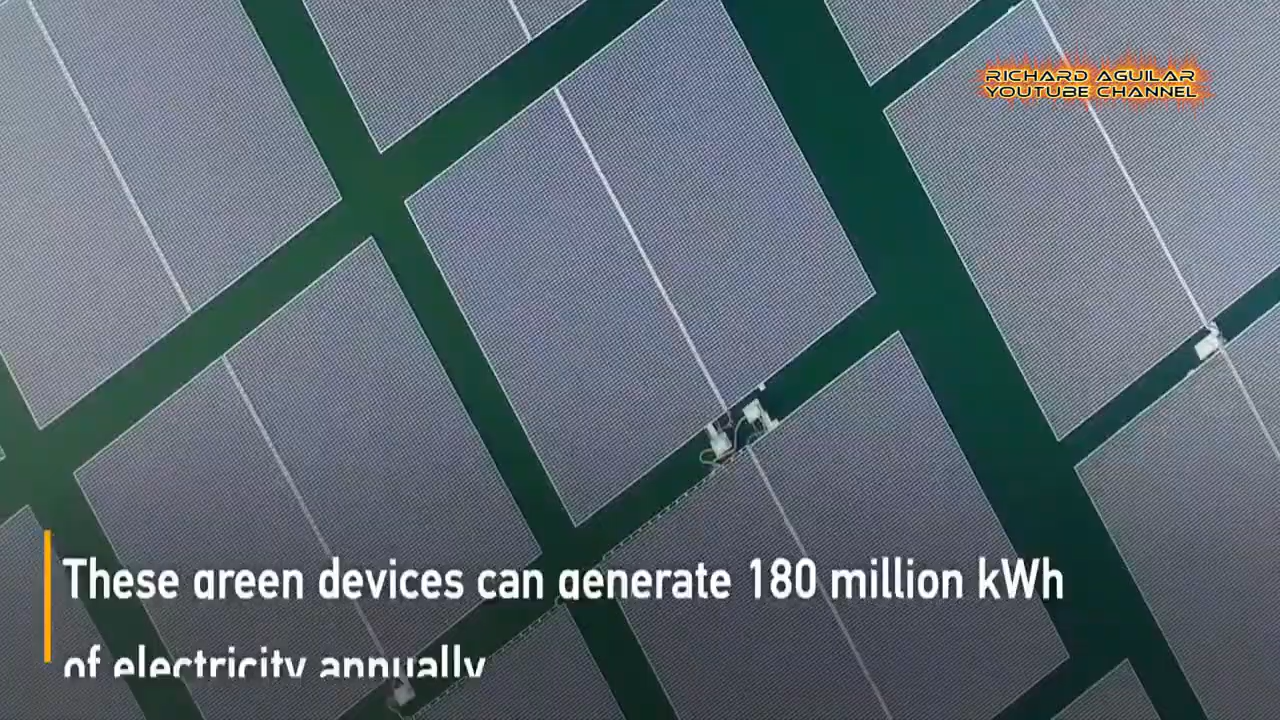 RICHARD AGUILAR
YOUTUBE CHANNEL
These green devices can generate 180 million kWh
of electricity annually